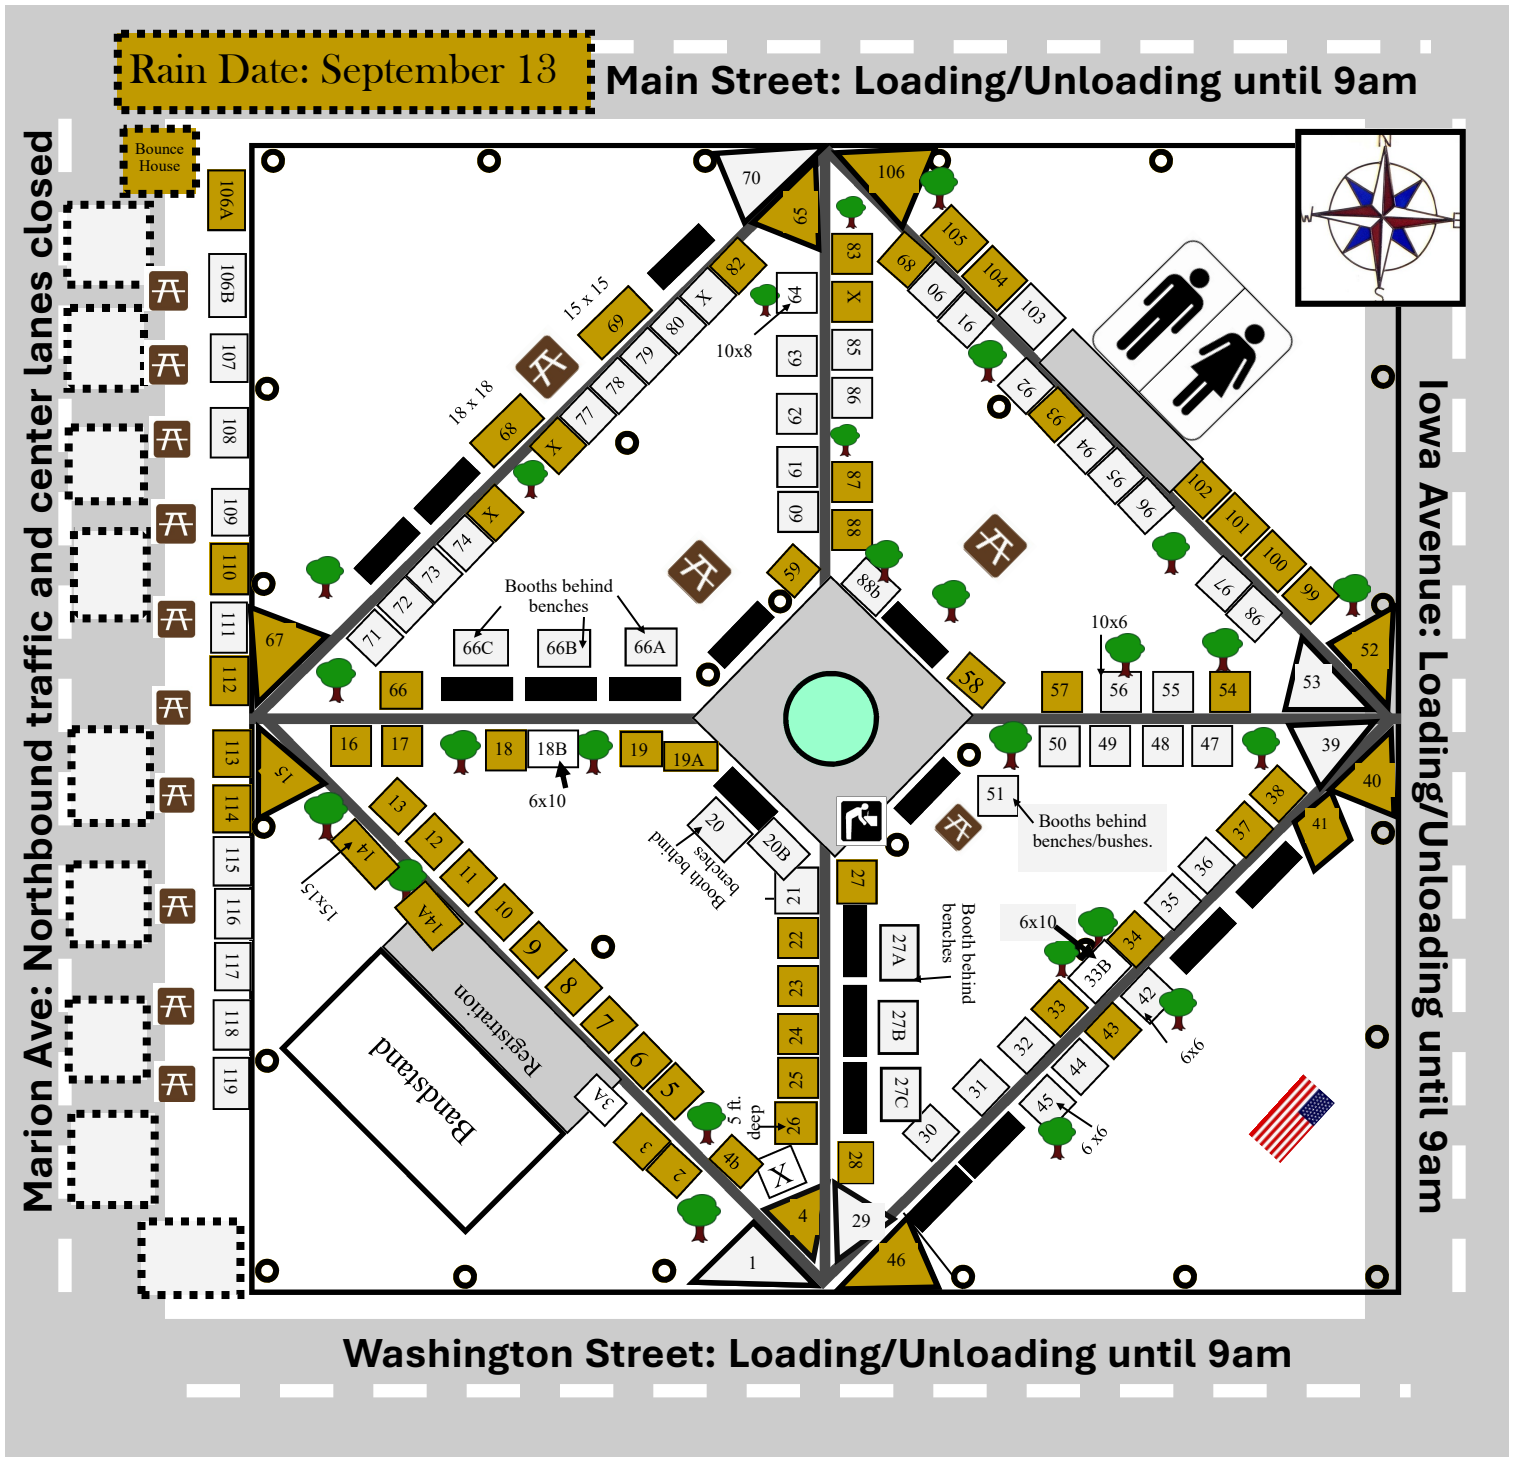 Rain Date: September 13
Main Street: Loading/Unloading until 9am
Marion Ave: Northbound traffic and center lanes closed
Iowa Avenue: Loading/Unloading until 9am
Washington Street: Loading/Unloading until 9am
Bounce
House
N
W
E
S
106A
106B
107
108
109
110
111
112
113
114
115
116
117
118
119
70
65
106
82
X
80
79
78
77
X
X
74
73
72
71
15 x 15
69
18 x 18
68
67
64
10x8
63
62
61
60
59
83
X
85
86
87
88
88b
105
104
103
89
90
91
92
93
94
95
96
97
98
102
101
100
99
52
53
Booths behind
benches
66C
66B
66A
66
58
57
10x6
56
55
54
16
17
18
18B
6x10
19
19A
15
50
49
48
47
39
40
41
51
Booths behind
benches/bushes.
13
12
11
10
9
8
7
6
5
4b
X
14
15x15
14A
Registration
Bandstand
3A
3
2
1
4
20
Booth behind
benches
20B
21
22
23
24
25
26
5 ft.
deep
27
27A
Booth behind
benches
27B
27C
28
29
46
38
37
36
35
34
6x10
33B
33
32
31
30
42
6x6
43
44
45
6 x6